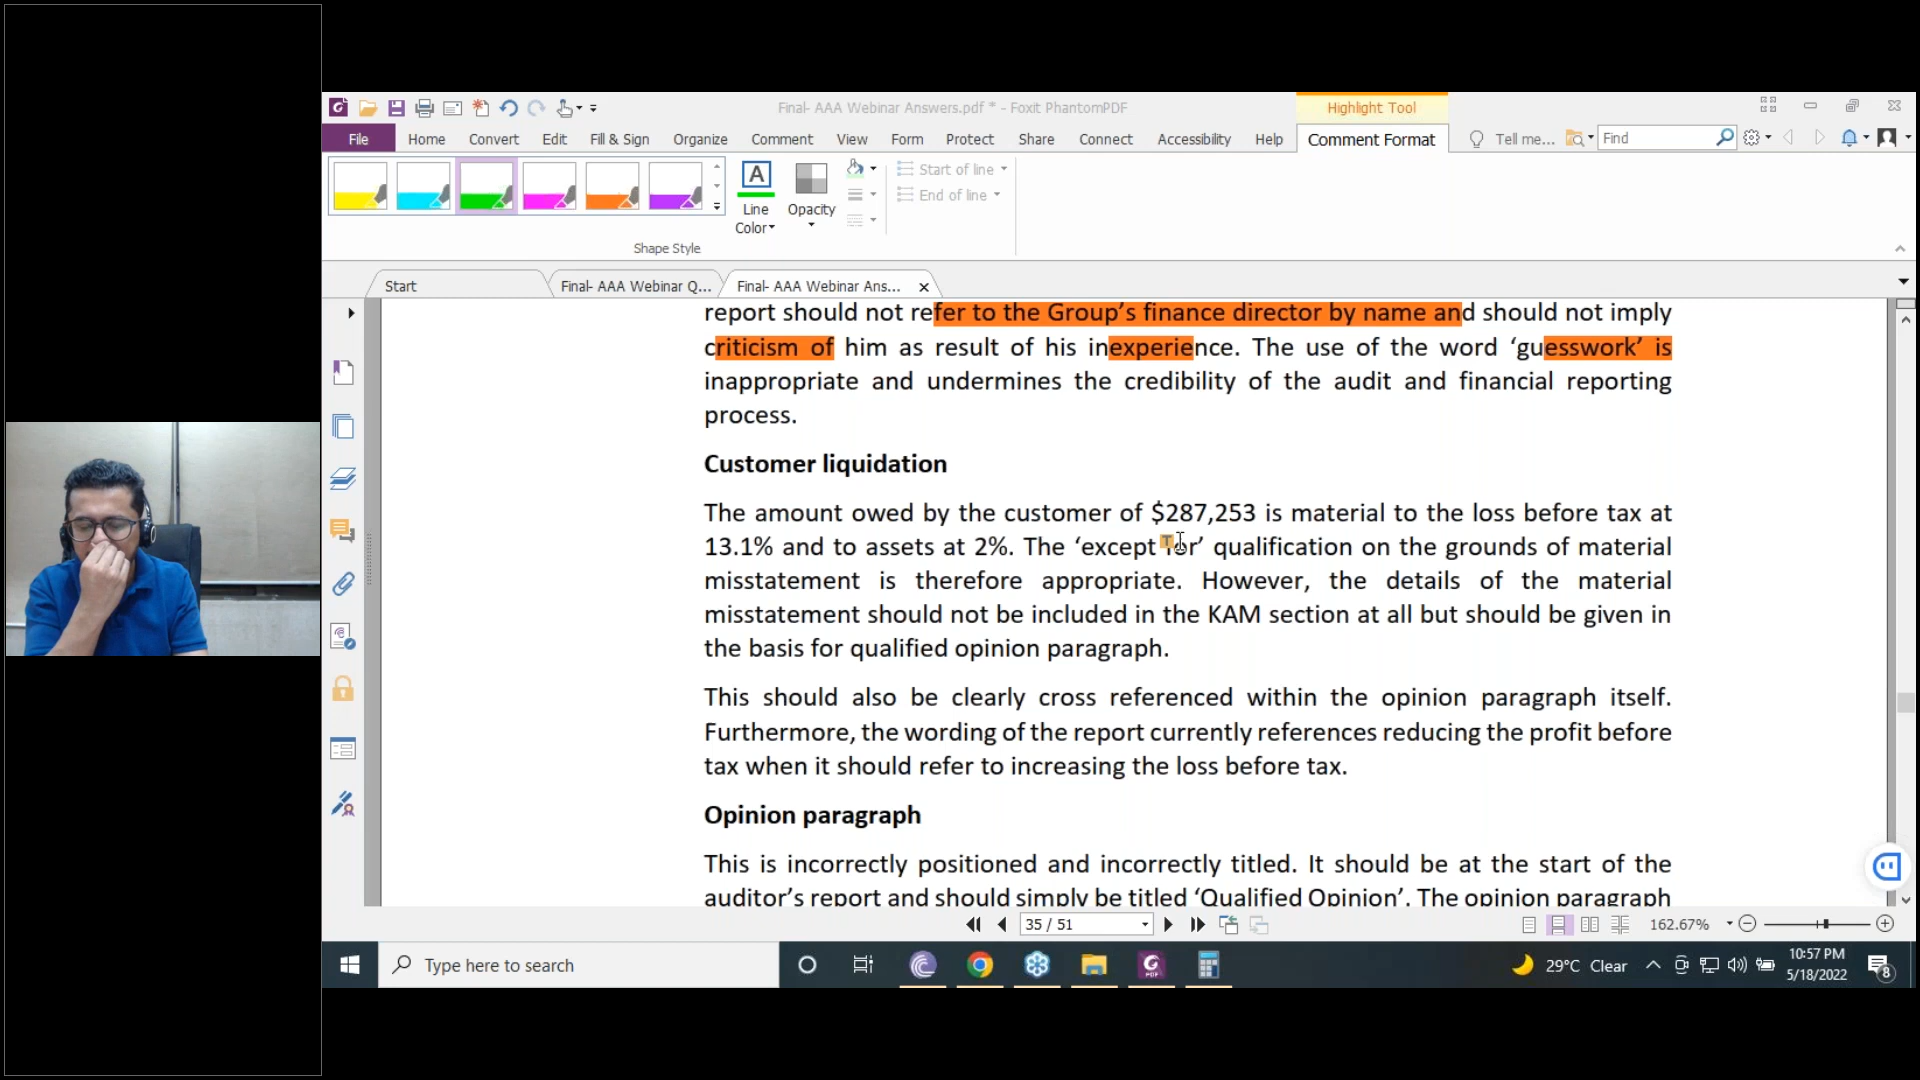 Final- AAA Webinar Answers.pdf * - Foxit PhantomPDF
Highlight Tool
File Home Convert Edit Fill & Sign Organize Comment View Form Protect Share Connect Accessibility Help Comment Format Tell me... Find
Line Color
Opacity
Start of line
End of line
Shape Style
Start
Final- AAA Webinar Q...
Final- AAA Webinar Ans...
report should not refer to the Group's finance director by name and should not imply
criticism of him as result of his inexperience. The use of the word 'guesswork' is
inappropriate and undermines the credibility of the audit and financial reporting
process.
Customer liquidation
The amount owed by the customer of $287,253 is material to the loss before tax at
13.1% and to assets at 2%. The 'except for' qualification on the grounds of material
misstatement is therefore appropriate. However, the details of the material
misstatement should not be included in the KAM section at all but should be given in
the basis for qualified opinion paragraph.
This should also be clearly cross referenced within the opinion paragraph itself.
Furthermore, the wording of the report currently references reducing the profit before
tax when it should refer to increasing the loss before tax.
Opinion paragraph
This is incorrectly positioned and incorrectly titled. It should be at the start of the
auditor's report and should simply be titled 'Qualified Opinion'. The opinion paragraph
35 / 51
162.67%
Type here to search
29°C Clear
10:57 PM
5/18/2022
8